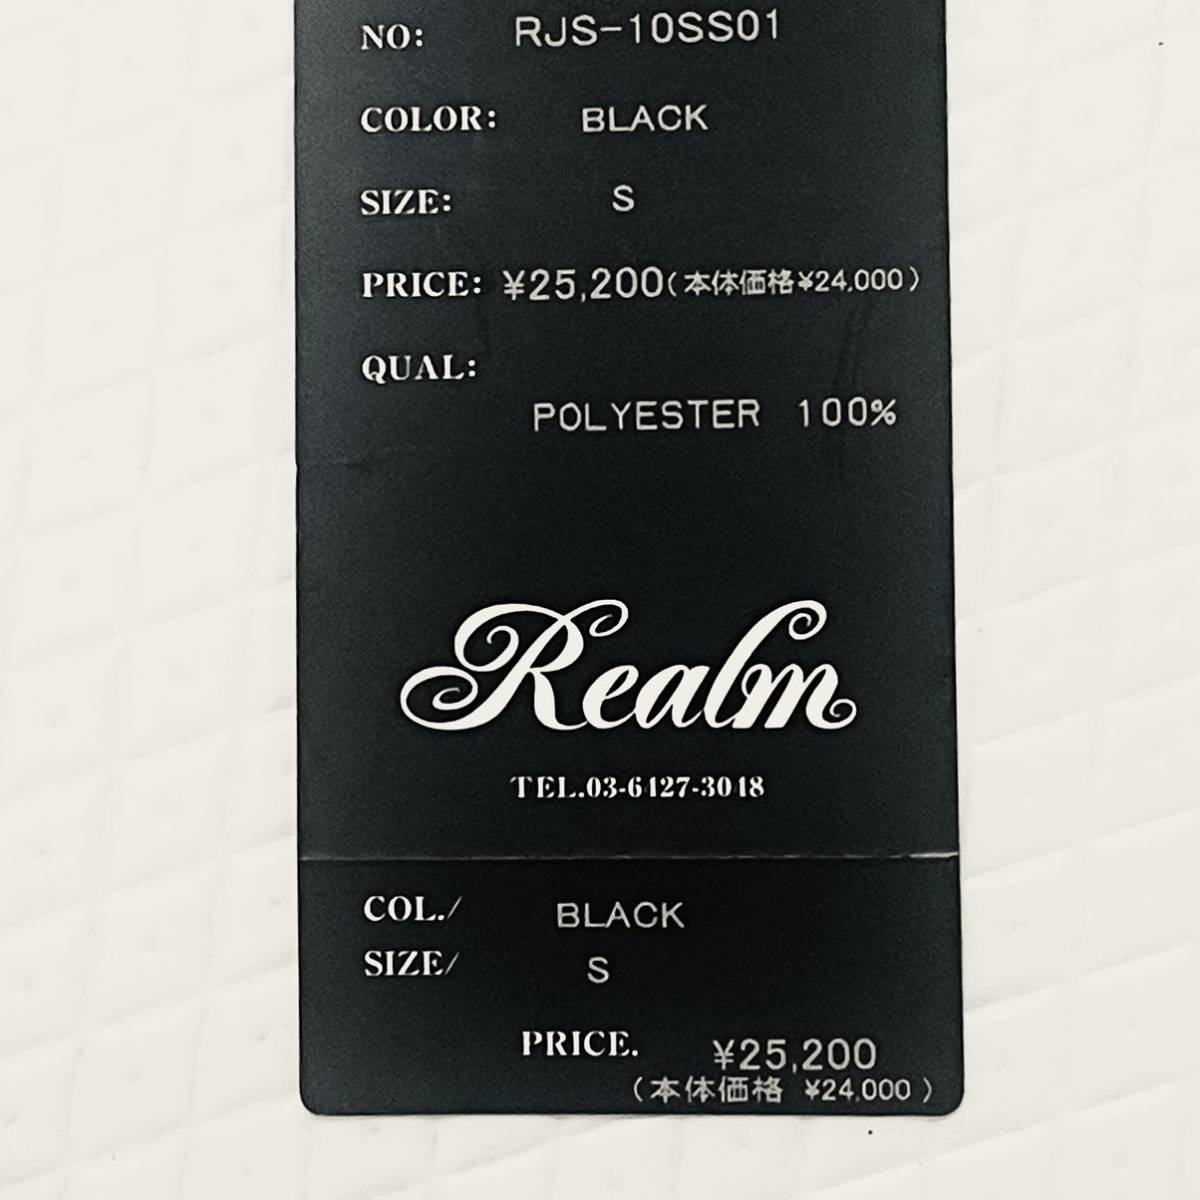 NO: RJS-10SS01
COLOR: BLACK
SIZE: S
PRICE: ¥25,200(本体価格¥24,000)
QUAL:
POLYESTER 100%
Realm
TEL.03-6427-3048
COL./ BLACK
SIZE/ S
PRICE. ¥25,200
(本体価格 ¥24,000)